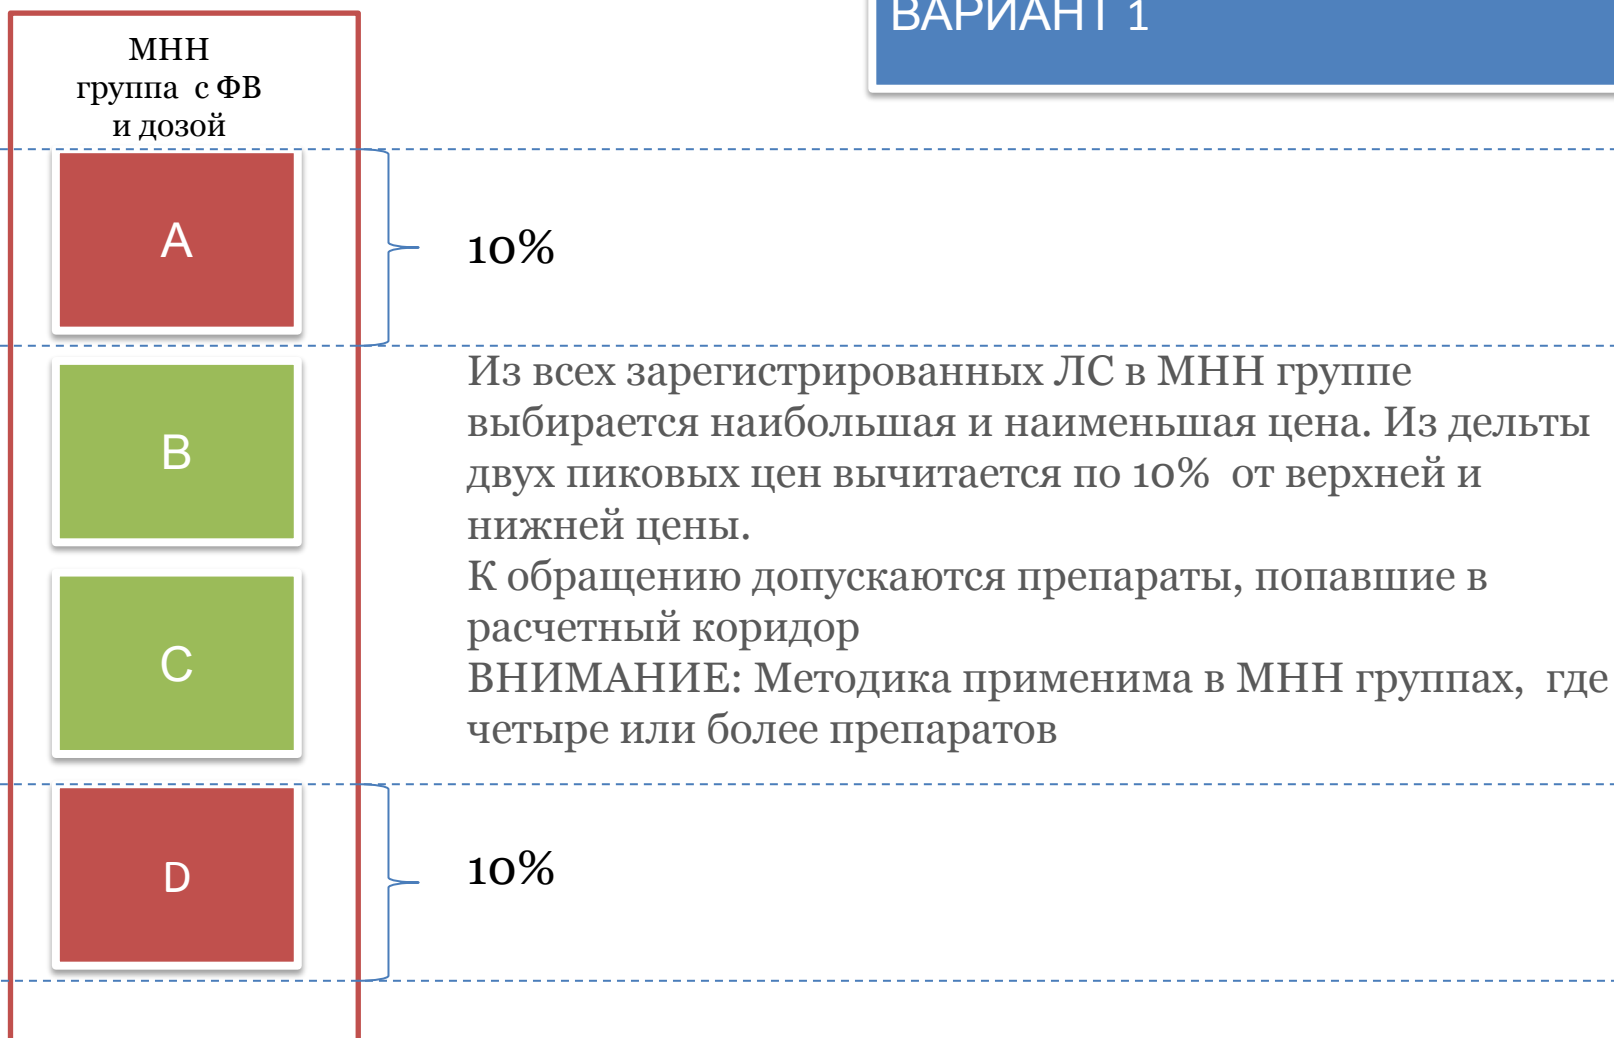 ВАРИАНТ 1
МНН
группа с ФВ
и дозой
A
10%
B
C
Из всех зарегистрированных ЛС в МНН группе
выбирается наибольшая и наименьшая цена. Из дельты
двух пиковых цен вычитается по 10% от верхней и
нижней цены.
К обращению допускаются препараты, попавшие в
расчетный коридор
ВНИМАНИЕ: Методика применима в МНН группах, где
четыре или более препаратов
D
10%